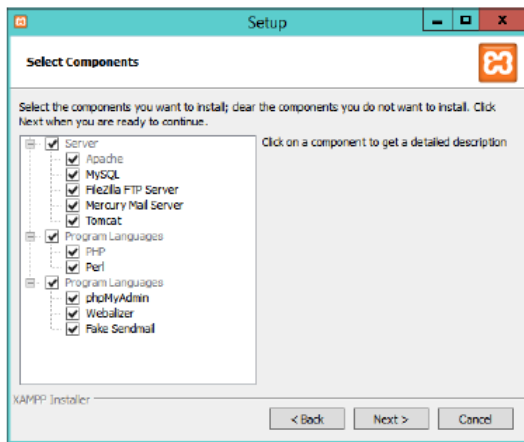 Setup
Select Components
Select the components you want to install; clear the components you do not want to install. Click
Next when you are ready to continue.
Server
Apache
MySQL
FileZilla FTP Server
Mercury Mail Server
Tomcat
Program Languages
PHP
Perl
Program Languages
phpMyAdmin
Webalizer
Fake Sendmail
Click on a component to get a detailed description
XAMPP Installer
< Back
Next >
Cancel